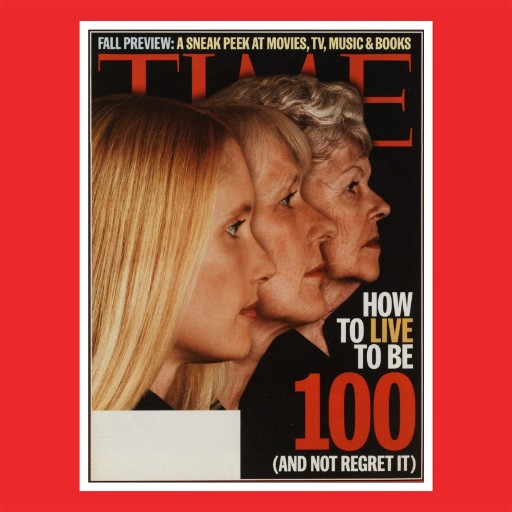 FALL PREVIEW: A SNEAK PEEK AT MOVIES, TV, MUSIC & BOOKS
TIME
HOW
TO LIVE
TO BE
100
(AND NOT REGRET IT)